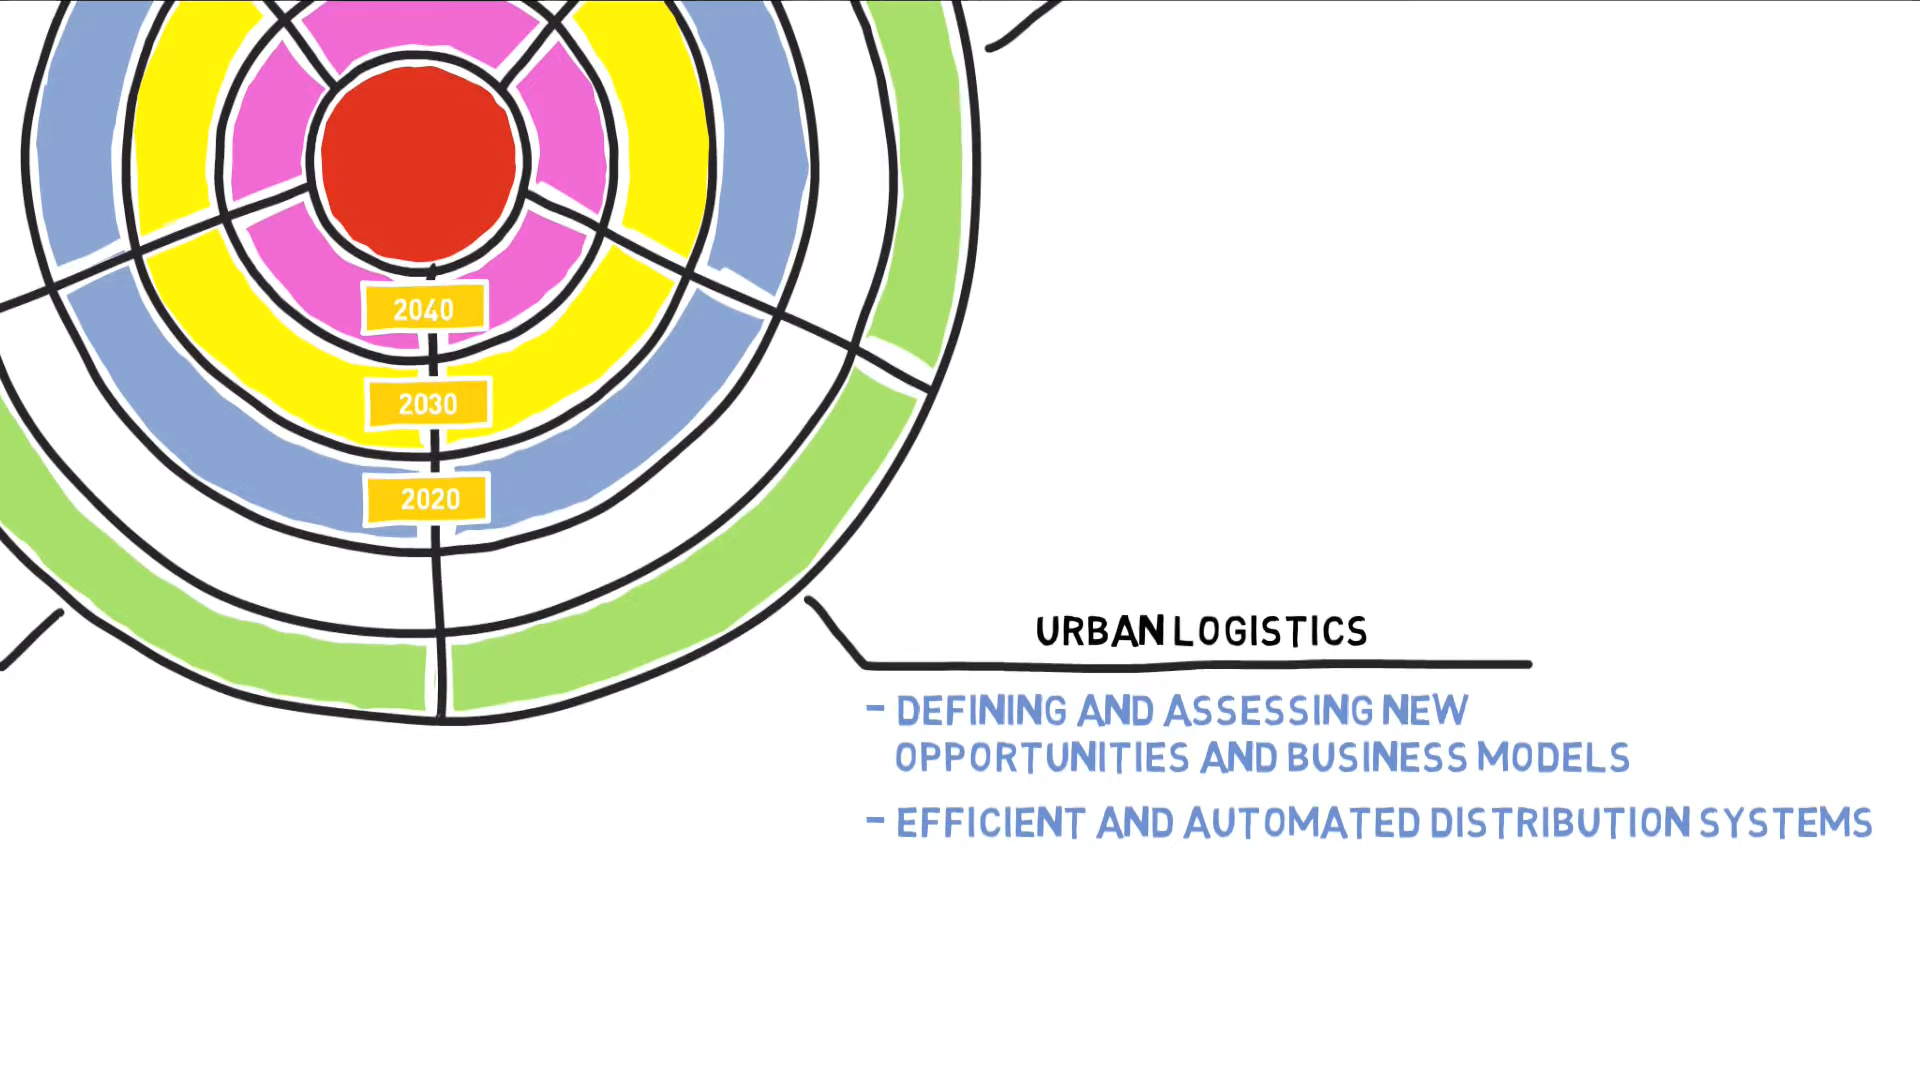 2040
2030
2020
URBAN LOGISTICS
- DEFINING AND ASSESSING NEW
OPPORTUNITIES AND BUSINESS MODELS
- EFFICIENT AND AUTOMATED DISTRIBUTION SYSTEMS